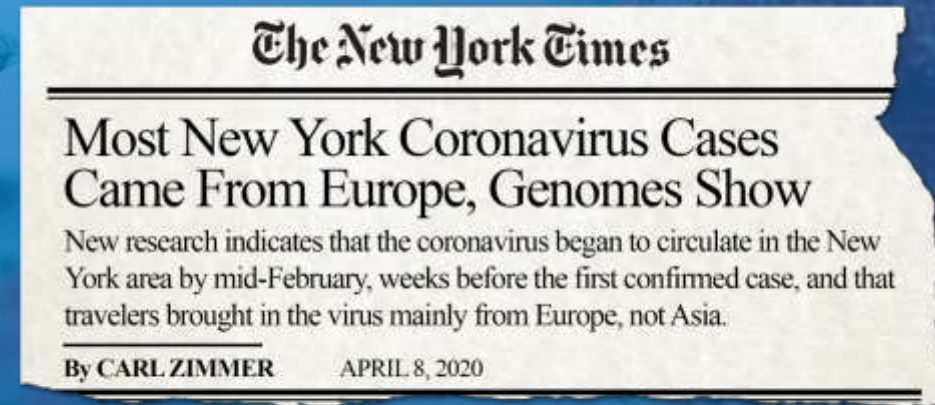 The New York Times
Most New York Coronavirus Cases
Came From Europe, Genomes Show
New research indicates that the coronavirus began to circulate in the New
York area by mid-February, weeks before the first confirmed case, and that
travelers brought in the virus mainly from Europe, not Asia.
By CARL ZIMMER APRIL 8, 2020